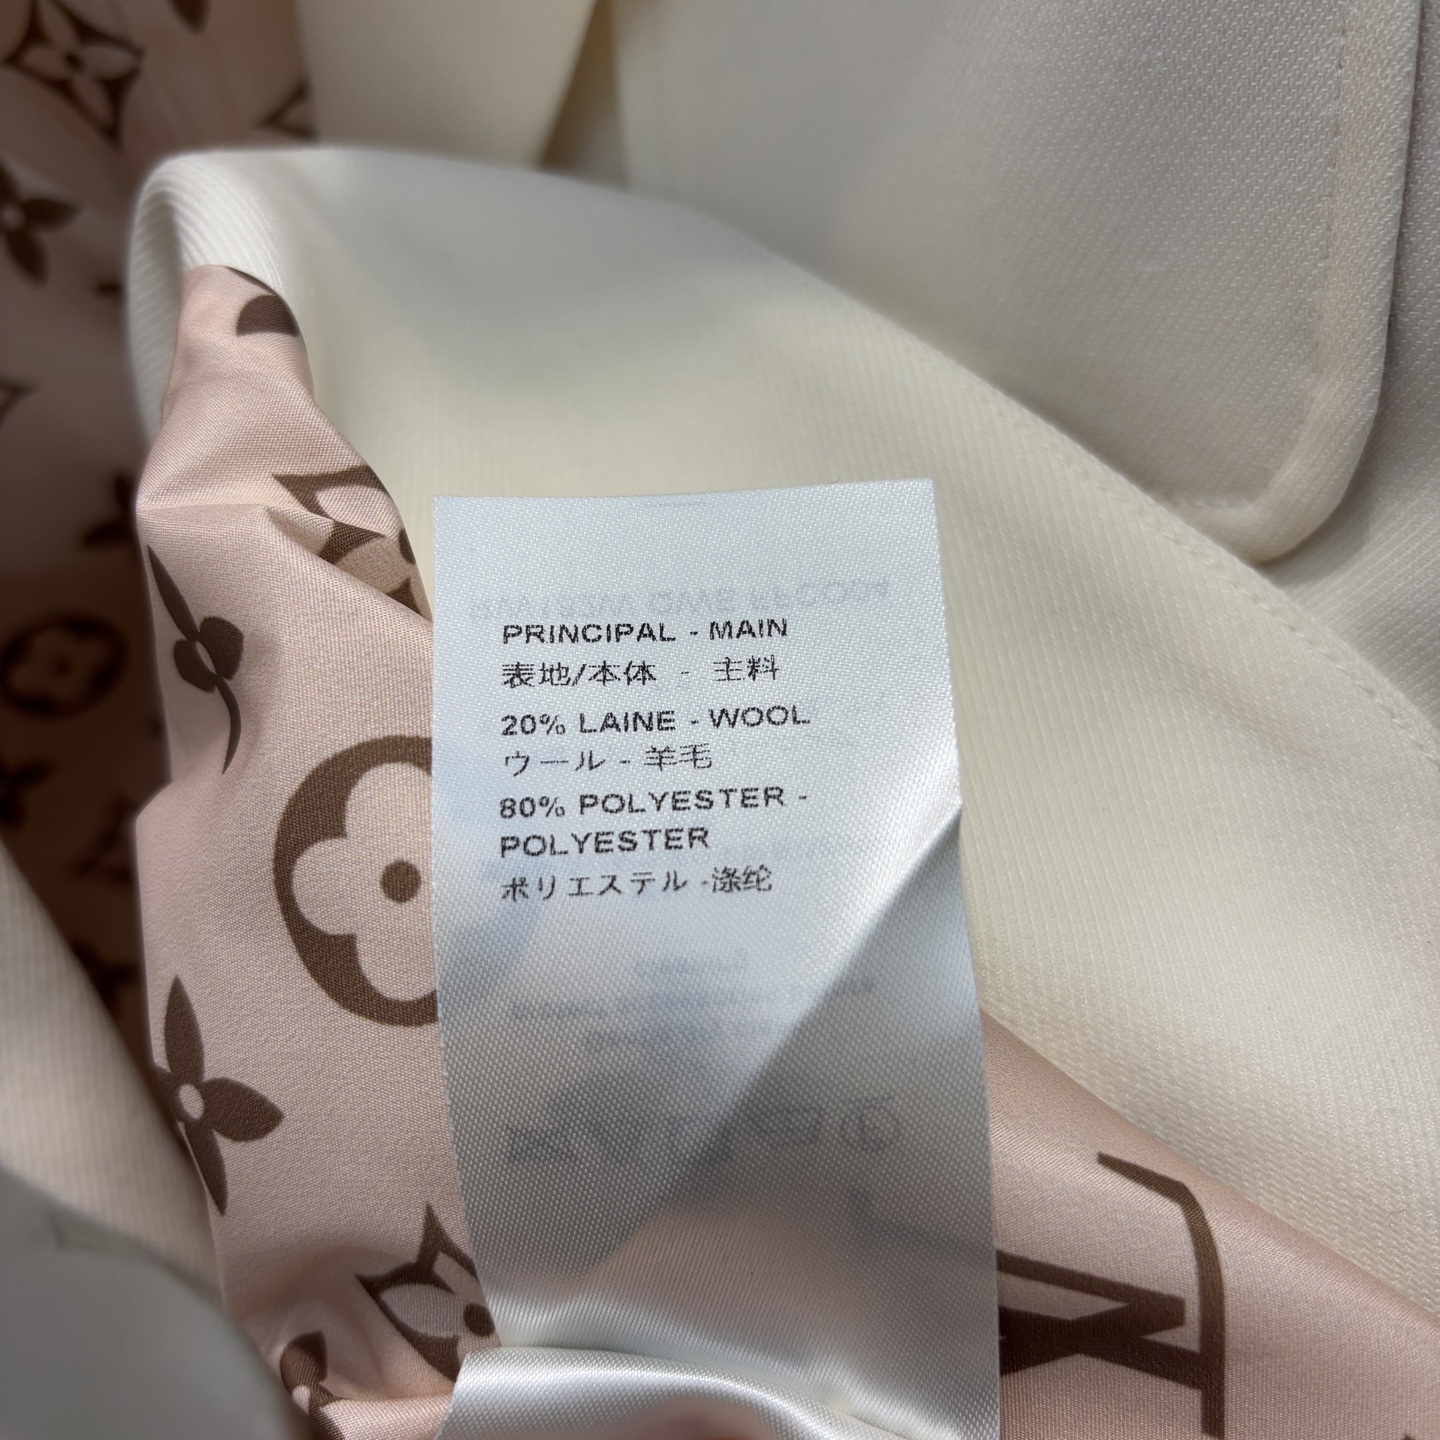 PRINCIPAL - MAIN
表地/本体 - 主料
20% LAINE - WOOL
ウール - 羊毛
80% POLYESTER -
POLYESTER
ポリエステル -涤纶